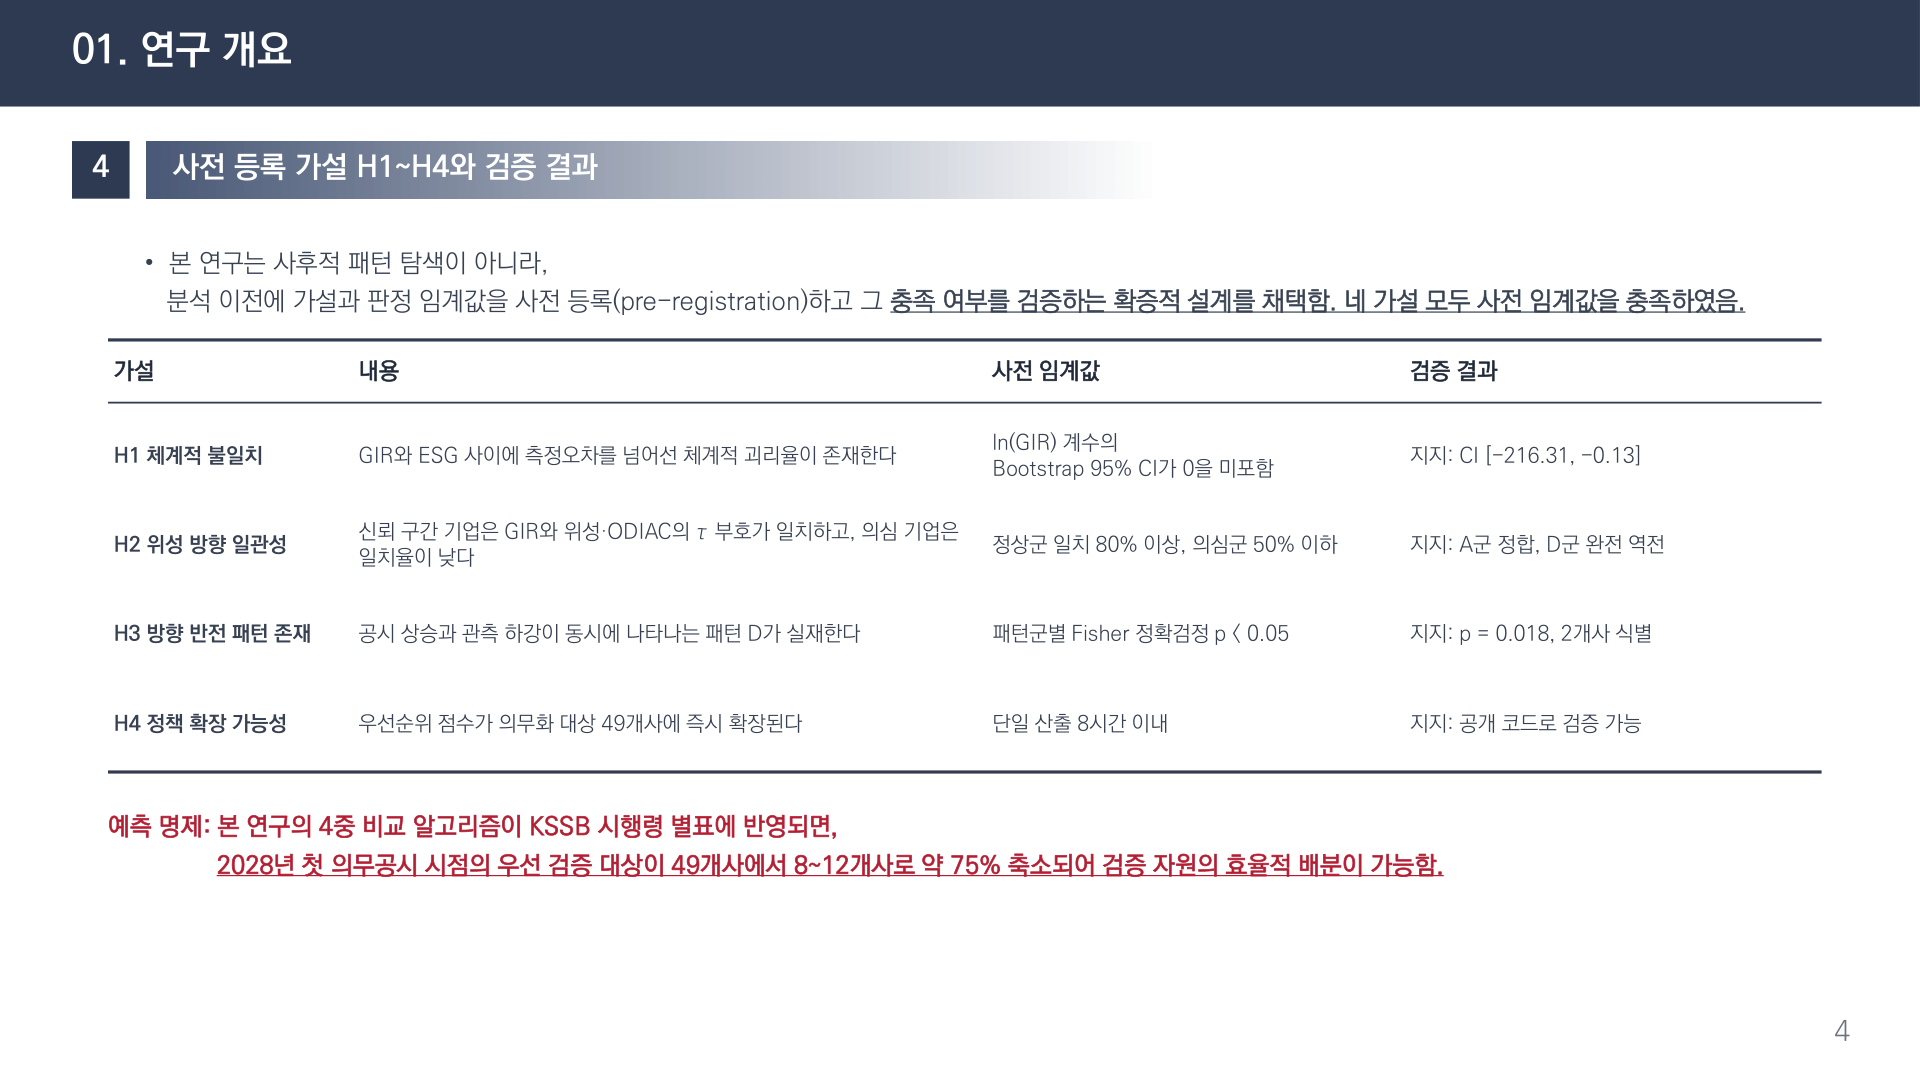 01. 연구 개요
4
사전 등록 가설 H1~H4와 검증 결과
• 본 연구는 사후적 패턴 탐색이 아니라,
분석 이전에 가설과 판정 임계값을 사전 등록(pre-registration)하고 그 충족 여부를 검증하는 확증적 설계를 채택함. 네 가설 모두 사전 임계값을 충족하였음.
가설 내용 사전 임계값 검증 결과
H1 체계적 불일치 GIR와 ESG 사이에 측정오차를 넘어선 체계적 괴리율이 존재한다
ln(GIR) 계수의
Bootstrap 95% CI가 0을 미포함
지지: CI [-216.31, -0.13]
H2 위성 방향 일관성
신뢰 구간 기업은 GIR와 위성·ODIAC의 τ 부호가 일치하고, 의심 기업은
일치율이 낮다
정상군 일치 80% 이상, 의심군 50% 이하 지지: A군 정합, D군 완전 역전
H3 방향 반전 패턴 존재 공시 상승과 관측 하강이 동시에 나타나는 패턴 D가 실재한다 패턴군별 Fisher 정확검정 p < 0.05 지지: p = 0.018, 2개사 식별
H4 정책 확장 가능성 우선순위 점수가 의무화 대상 49개사에 즉시 확장된다 단일 산출 8시간 이내 지지: 공개 코드로 검증 가능
예측 명제: 본 연구의 4중 비교 알고리즘이 KSSB 시행령 별표에 반영되면,
2028년 첫 의무공시 시점의 우선 검증 대상이 49개사에서 8~12개사로 약 75% 축소되어 검증 자원의 효율적 배분이 가능함.
4